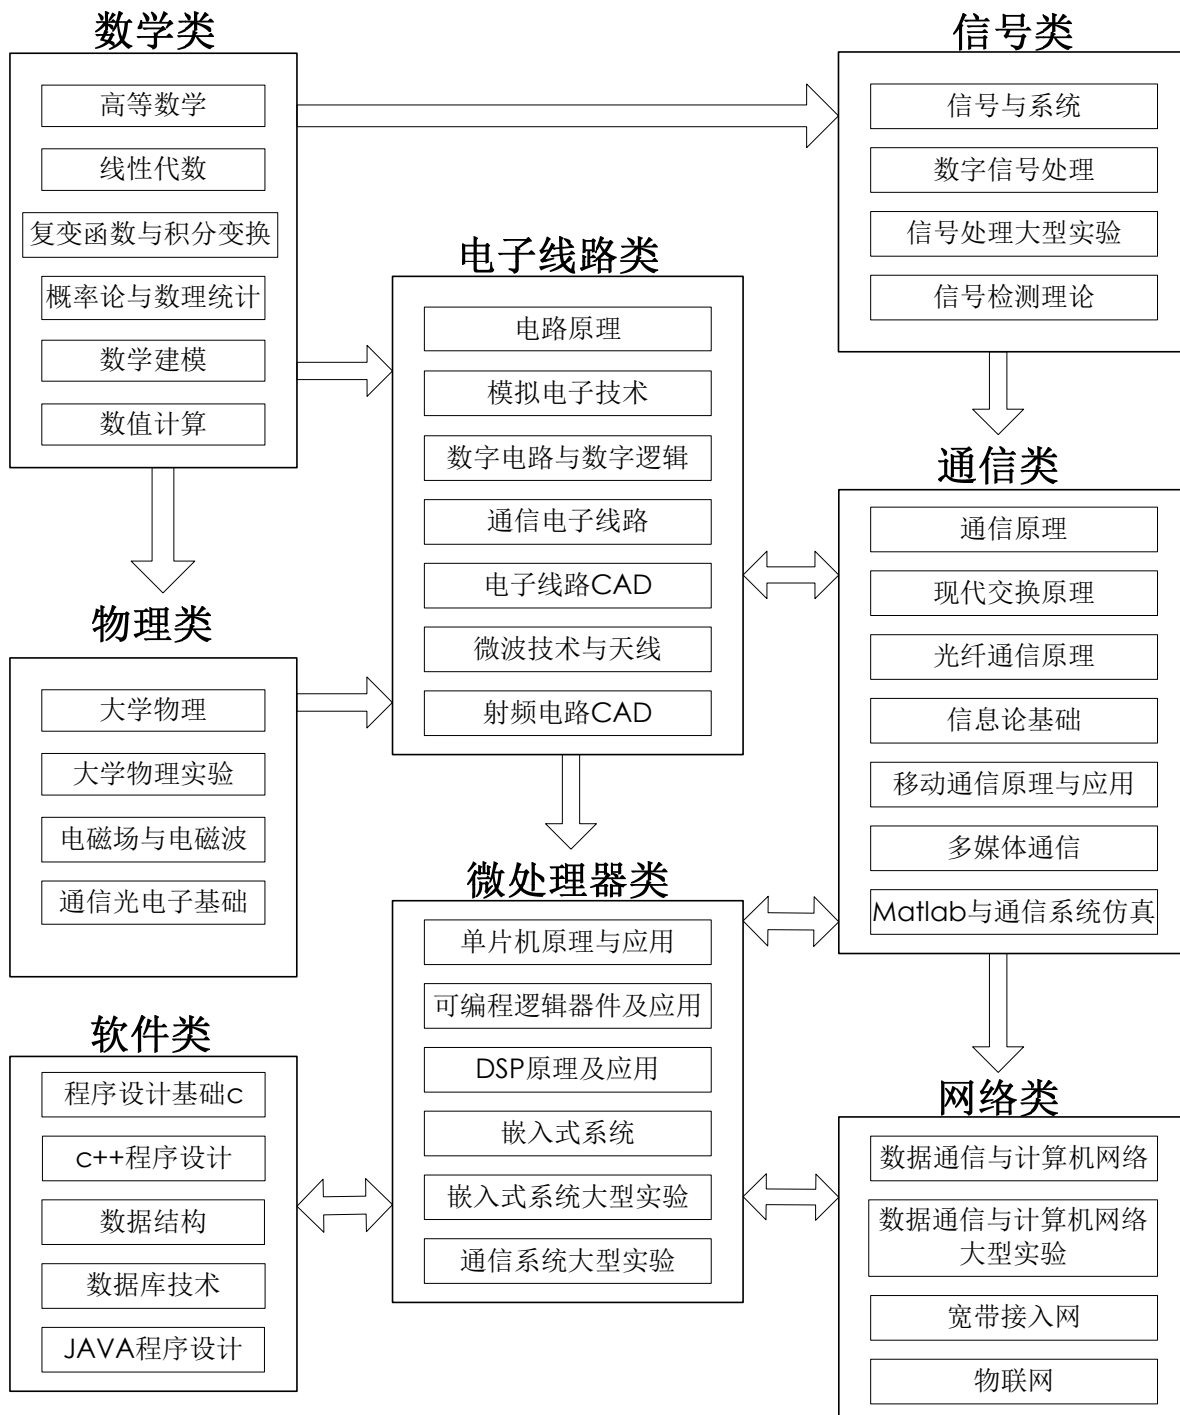 数学类
高等数学
线性代数
复变函数与积分变换
概率论与数理统计
数学建模
数值计算
物理类
大学物理
大学物理实验
电磁场与电磁波
通信光电子基础
软件类
程序设计基础c
c++程序设计
数据结构
数据库技术
JAVA程序设计
电子线路类
电路原理
模拟电子技术
数字电路与数字逻辑
通信电子线路
电子线路CAD
微波技术与天线
射频电路CAD
微处理器类
单片机原理与应用
可编程逻辑器件及应用
DSP原理及应用
嵌入式系统
嵌入式系统大型实验
通信系统大型实验
信号类
信号与系统
数字信号处理
信号处理大型实验
信号检测理论
通信类
通信原理
现代交换原理
光纤通信原理
信息论基础
移动通信原理与应用
多媒体通信
Matlab与通信系统仿真
网络类
数据通信与计算机网络
数据通信与计算机网络
大型实验
宽带接入网
物联网